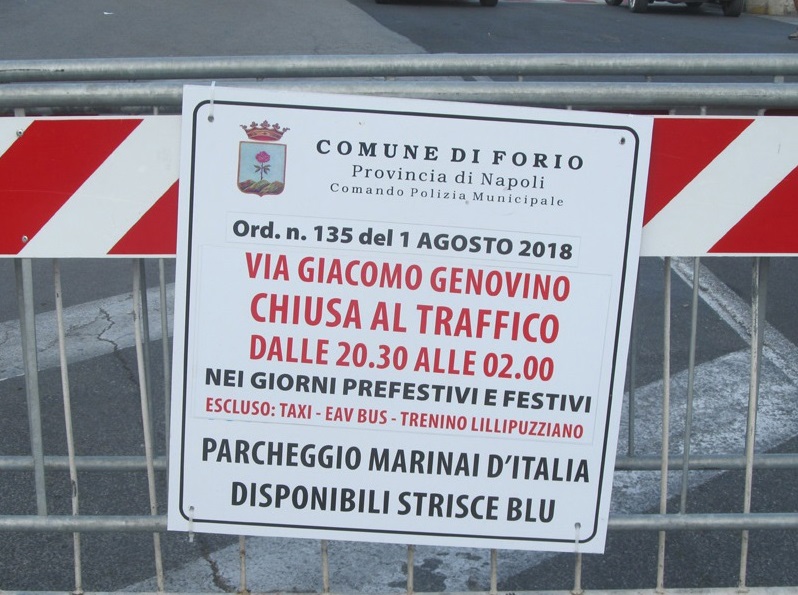 COMUNE DI FORIO
Provincia di Napoli
Comando Polizia Municipale
Ord. n. 135 del 1 AGOSTO 2018
VIA GIACOMO GENOVINO
CHIUSA AL TRAFFICO
DALLE 20.30 ALLE 02.00
NEI GIORNI PREFESTIVI E FESTIVI
ESCLUSO: TAXI - EAV BUS - TRENINO LILLIPUZZIANO
PARCHEGGIO MARINAI D'ITALIA
DISPONIBILI STRISCE BLU